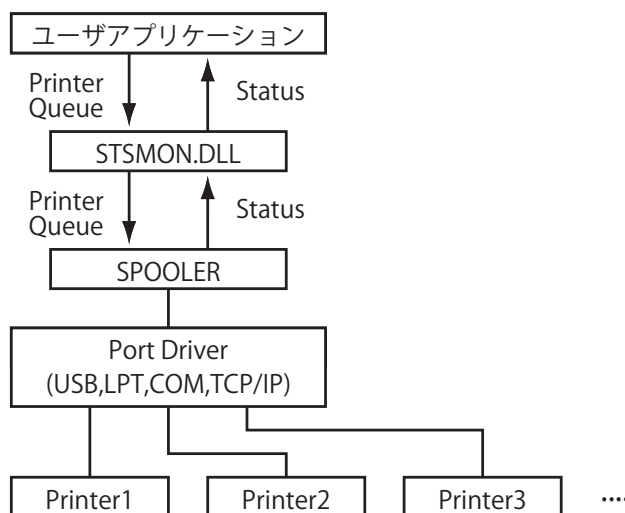 ユーザアプリケーション
Printer
Queue
Status
STSMON.DLL
Printer
Queue
Status
SPOOLER
Port Driver
(USB,LPT,COM,TCP/IP)
Printer1
Printer2
Printer3
....